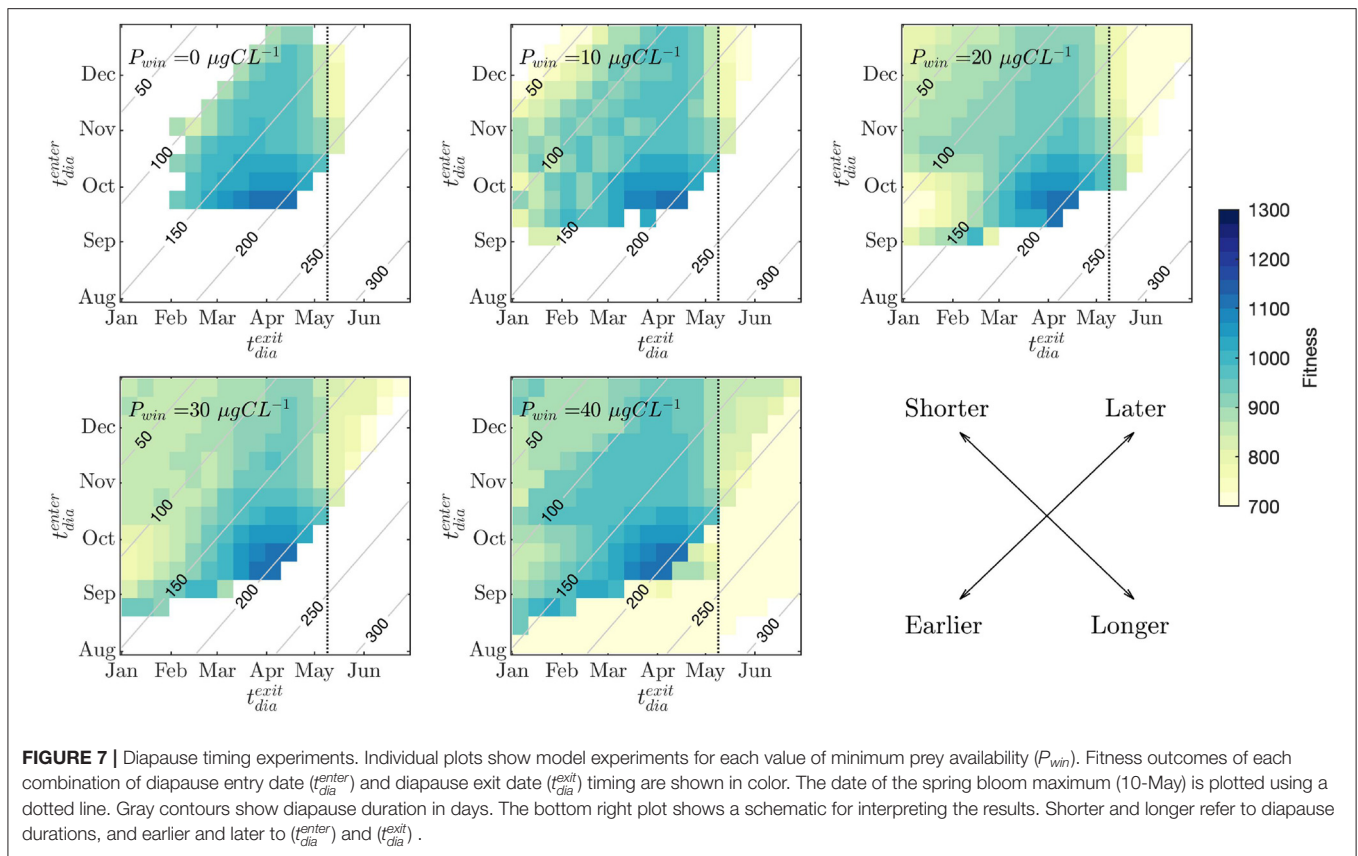 P_win =0 μgCL⁻¹
50
100
150
200
250
300
Dec
Nov
Oct
Sep
Aug
t_dia^enter
Jan Feb Mar Apr May Jun
t_dia^exit
P_win =10 μgCL⁻¹
50
100
150
200
250
300
Dec
Nov
Oct
Sep
Aug
t_dia^enter
Jan Feb Mar Apr May Jun
t_dia^exit
P_win =20 μgCL⁻¹
50
100
150
200
250
300
Dec
Nov
Oct
Sep
Aug
t_dia^enter
Jan Feb Mar Apr May Jun
t_dia^exit
1300
1200
1100
1000
900
800
700
Fitness
P_win =30 μgCL⁻¹
50
100
150
200
250
300
Dec
Nov
Oct
Sep
Aug
t_dia^enter
Jan Feb Mar Apr May Jun
t_dia^exit
P_win =40 μgCL⁻¹
50
100
150
200
250
300
Dec
Nov
Oct
Sep
Aug
t_dia^enter
Jan Feb Mar Apr May Jun
t_dia^exit
Shorter Later
Earlier Longer
FIGURE 7 | Diapause timing experiments. Individual plots show model experiments for each value of minimum prey availability (P_win). Fitness outcomes of each
combination of diapause entry date (t_dia^enter) and diapause exit date (t_dia^exit) timing are shown in color. The date of the spring bloom maximum (10-May) is plotted using a
dotted line. Gray contours show diapause duration in days. The bottom right plot shows a schematic for interpreting the results. Shorter and longer refer to diapause
durations, and earlier and later to (t_dia^enter) and (t_dia^exit) .